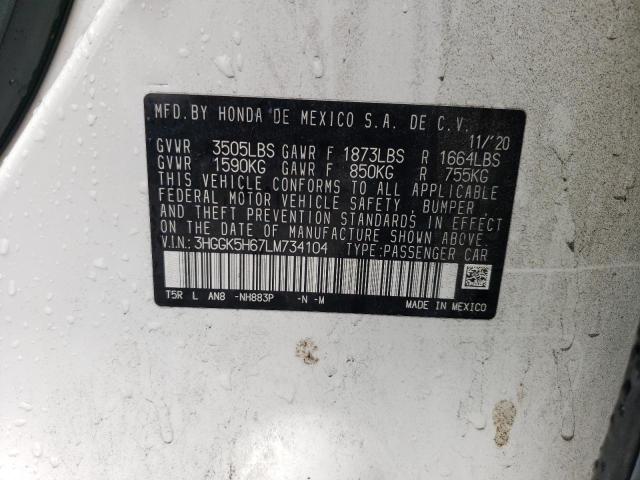 MFD.BY HONDA DE MEXICO S.A. DE C.V.
11/'20
GVWR 3505LBS GAWR F 1873LBS R 1664LBS
GVWR 1590KG GAWR F 850KG R 755KG
THIS VEHICLE CONFORMS TO ALL APPLICABLE
FEDERAL MOTOR VEHICLE SAFETY, BUMPER,
AND THEFT PREVENTION STANDARDS IN EFFECT
ON THE DATE OF MANUFACTURE SHOWN ABOVE.
V.I.N.: 3HGGK5H67LM734104 TYPE:PASSENGER CAR
T5R L AN8 -NH883P -N -M MADE IN MEXICO